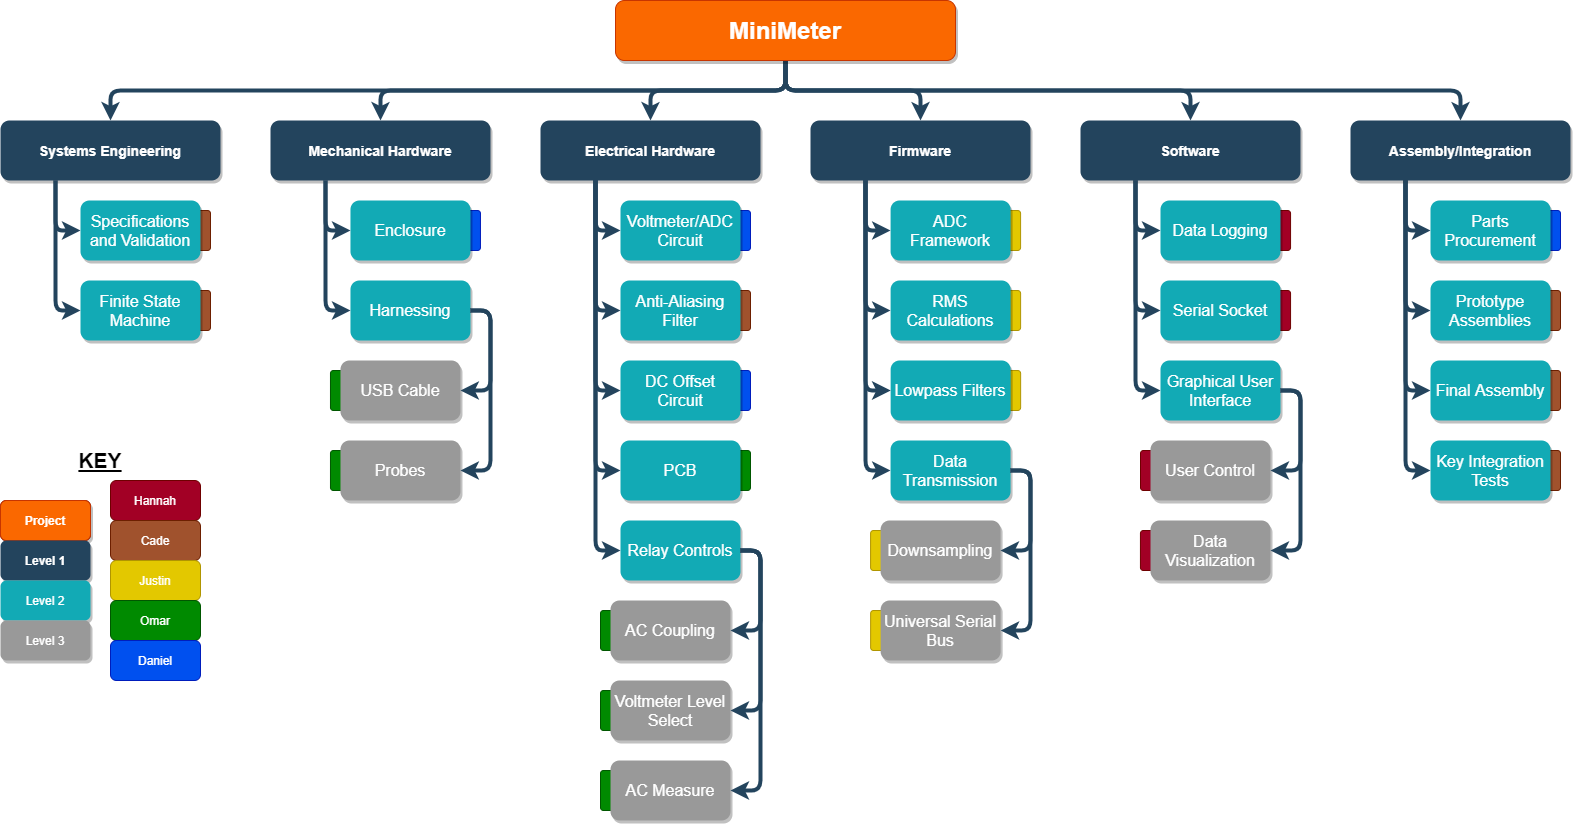 MiniMeter
Systems Engineering
Mechanical Hardware
Electrical Hardware
Firmware
Software
Assembly/Integration
Specifications
and Validation
Finite State
Machine
Enclosure
Harnessing
USB Cable
Probes
Voltmeter/ADC
Circuit
Anti-Aliasing
Filter
DC Offset
Circuit
PCB
Relay Controls
AC Coupling
Voltmeter Level
Select
AC Measure
ADC
Framework
RMS
Calculations
Lowpass Filters
Data
Transmission
Downsampling
Universal Serial
Bus
Data Logging
Serial Socket
Graphical User
Interface
User Control
Data
Visualization
Parts
Procurement
Prototype
Assemblies
Final Assembly
Key Integration
Tests
KEY
Project
Level 1
Level 2
Level 3
Hannah
Cade
Justin
Omar
Daniel